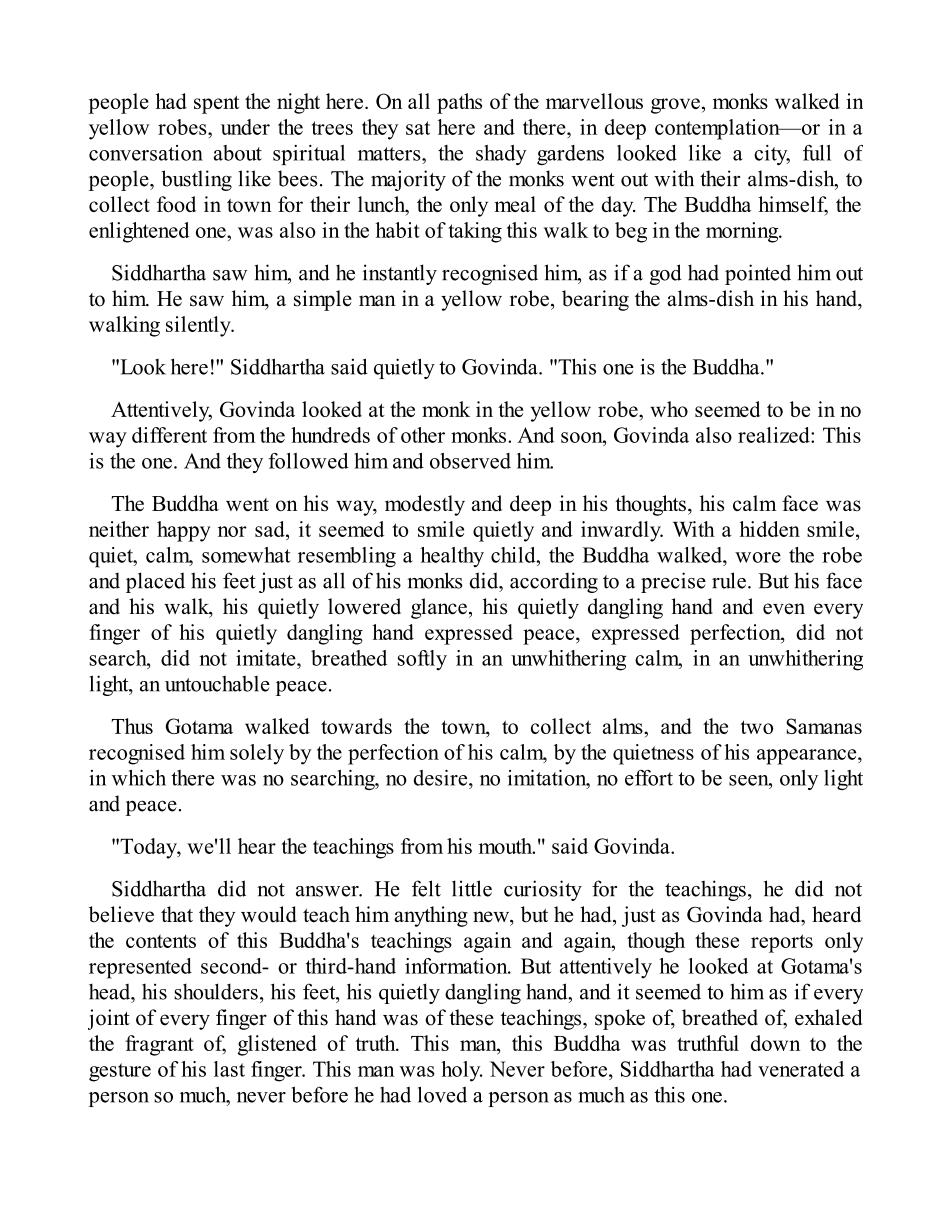 people had spent the night here. On all paths of the marvellous grove, monks walked in
yellow robes, under the trees they sat here and there, in deep contemplation—or in a
conversation about spiritual matters, the shady gardens looked like a city, full of
people, bustling like bees. The majority of the monks went out with their alms-dish, to
collect food in town for their lunch, the only meal of the day. The Buddha himself, the
enlightened one, was also in the habit of taking this walk to beg in the morning.
Siddhartha saw him, and he instantly recognised him, as if a god had pointed him out
to him. He saw him, a simple man in a yellow robe, bearing the alms-dish in his hand,
walking silently.
"Look here!" Siddhartha said quietly to Govinda. "This one is the Buddha."
Attentively, Govinda looked at the monk in the yellow robe, who seemed to be in no
way different from the hundreds of other monks. And soon, Govinda also realized: This
is the one. And they followed him and observed him.
The Buddha went on his way, modestly and deep in his thoughts, his calm face was
neither happy nor sad, it seemed to smile quietly and inwardly. With a hidden smile,
quiet, calm, somewhat resembling a healthy child, the Buddha walked, wore the robe
and placed his feet just as all of his monks did, according to a precise rule. But his face
and his walk, his quietly lowered glance, his quietly dangling hand and even every
finger of his quietly dangling hand expressed peace, expressed perfection, did not
search, did not imitate, breathed softly in an unwhithering calm, in an unwhithering
light, an untouchable peace.
Thus Gotama walked towards the town, to collect alms, and the two Samanas
recognised him solely by the perfection of his calm, by the quietness of his appearance,
in which there was no searching, no desire, no imitation, no effort to be seen, only light
and peace.
"Today, we'll hear the teachings from his mouth." said Govinda.
Siddhartha did not answer. He felt little curiosity for the teachings, he did not
believe that they would teach him anything new, but he had, just as Govinda had, heard
the contents of this Buddha's teachings again and again, though these reports only
represented second- or third-hand information. But attentively he looked at Gotama's
head, his shoulders, his feet, his quietly dangling hand, and it seemed to him as if every
joint of every finger of this hand was of these teachings, spoke of, breathed of, exhaled
the fragrant of, glistened of truth. This man, this Buddha was truthful down to the
gesture of his last finger. This man was holy. Never before, Siddhartha had venerated a
person so much, never before he had loved a person as much as this one.